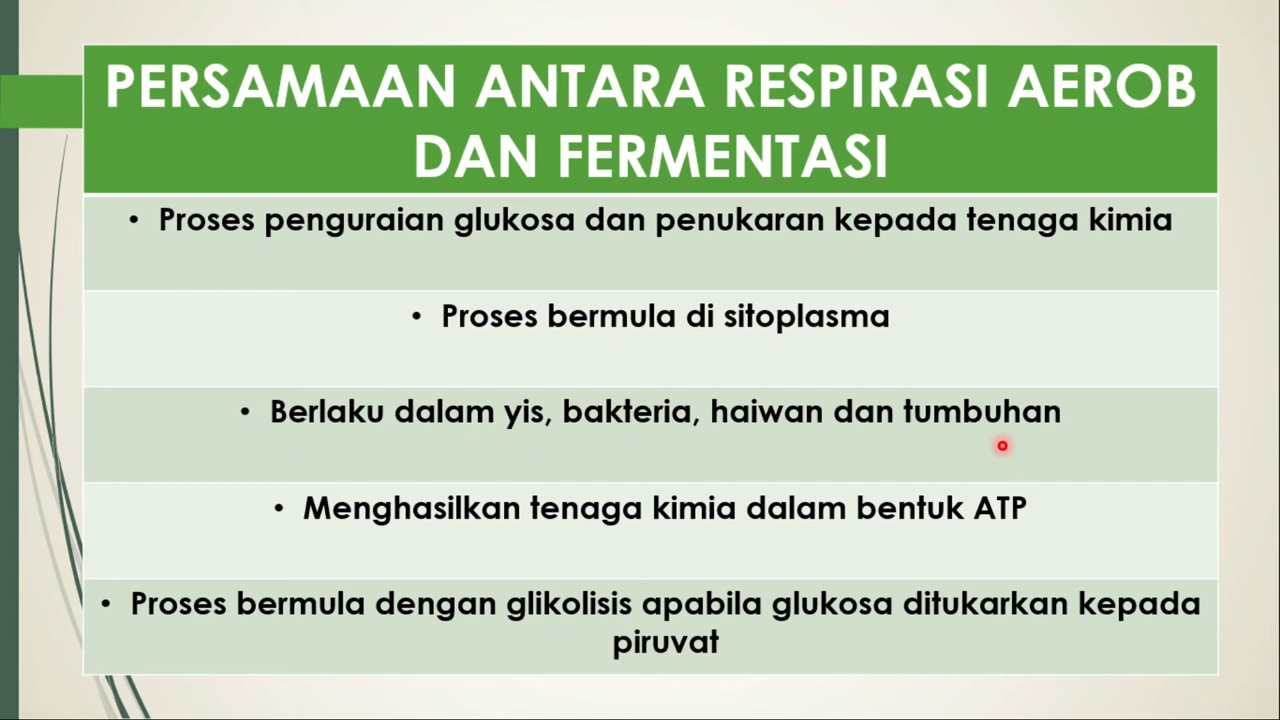 PERSAMAAN ANTARA RESPIRASI AEROB
DAN FERMENTASI
• Proses penguraian glukosa dan penukaran kepada tenaga kimia
• Proses bermula di sitoplasma
• Berlaku dalam yis, bakteria, haiwan dan tumbuhan
• Menghasilkan tenaga kimia dalam bentuk ATP
• Proses bermula dengan glikolisis apabila glukosa ditukarkan kepada
piruvat